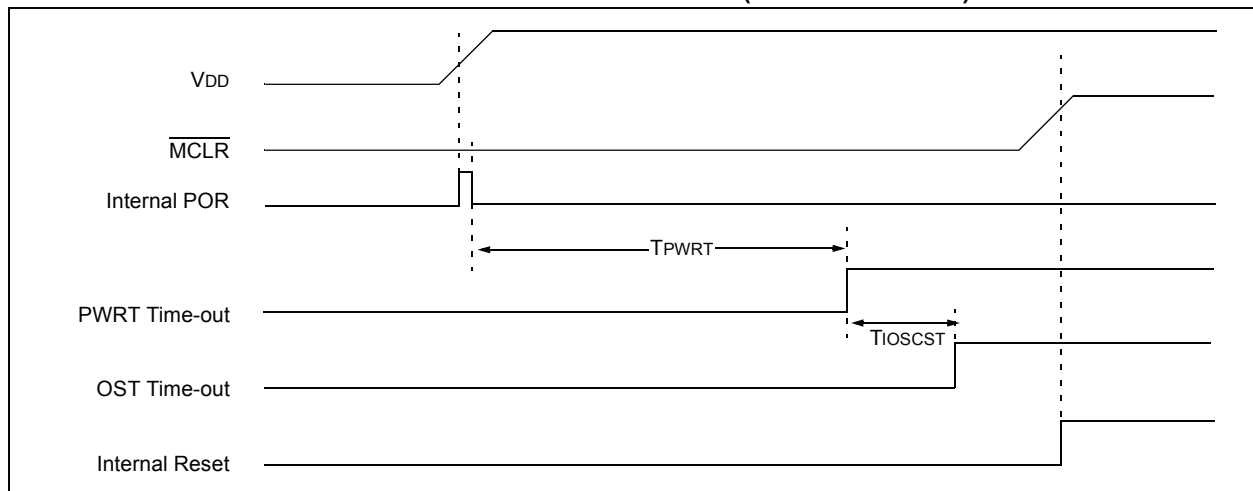 VDD
MCLR
Internal POR
TPWRT
PWRT Time-out
TIOSCST
OST Time-out
Internal Reset